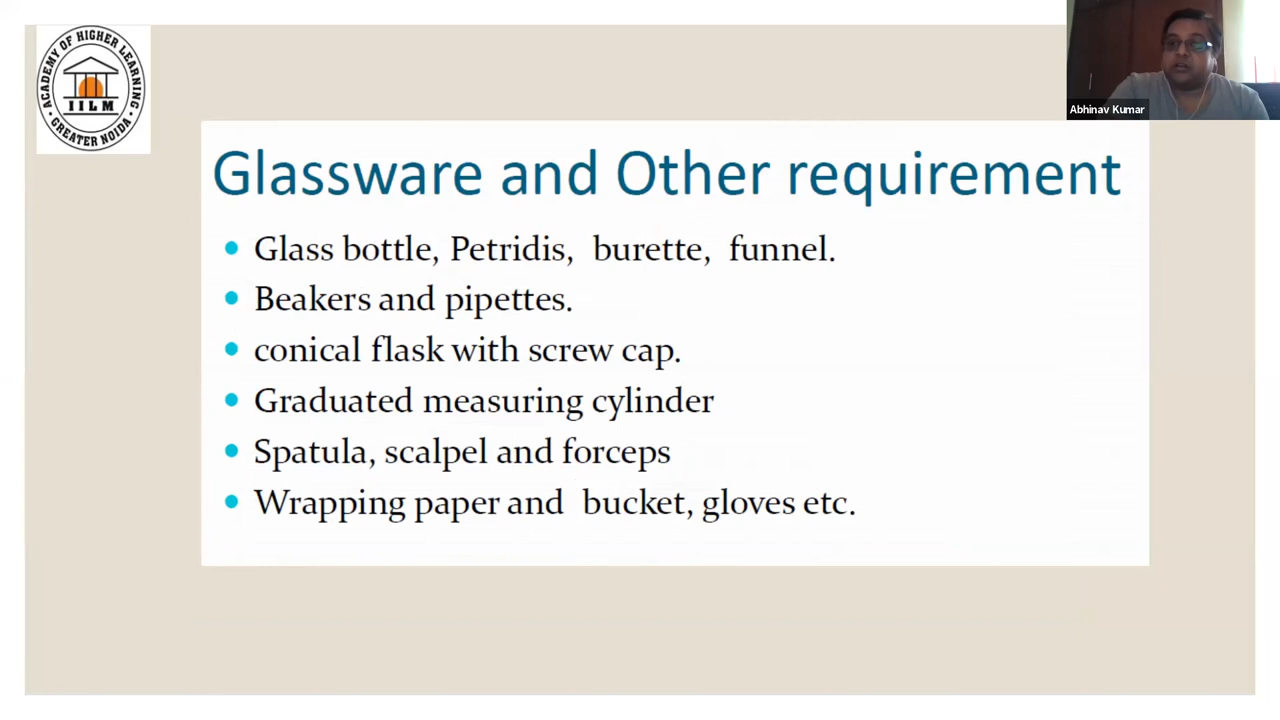 ACADEMY OF HIGHER LEARNING
IILM
GREATER NOIDA
Abhinav Kumar
Glassware and Other requirement
Glass bottle, Petridis, burette, funnel.
Beakers and pipettes.
conical flask with screw cap.
Graduated measuring cylinder
Spatula, scalpel and forceps
Wrapping paper and bucket, gloves etc.